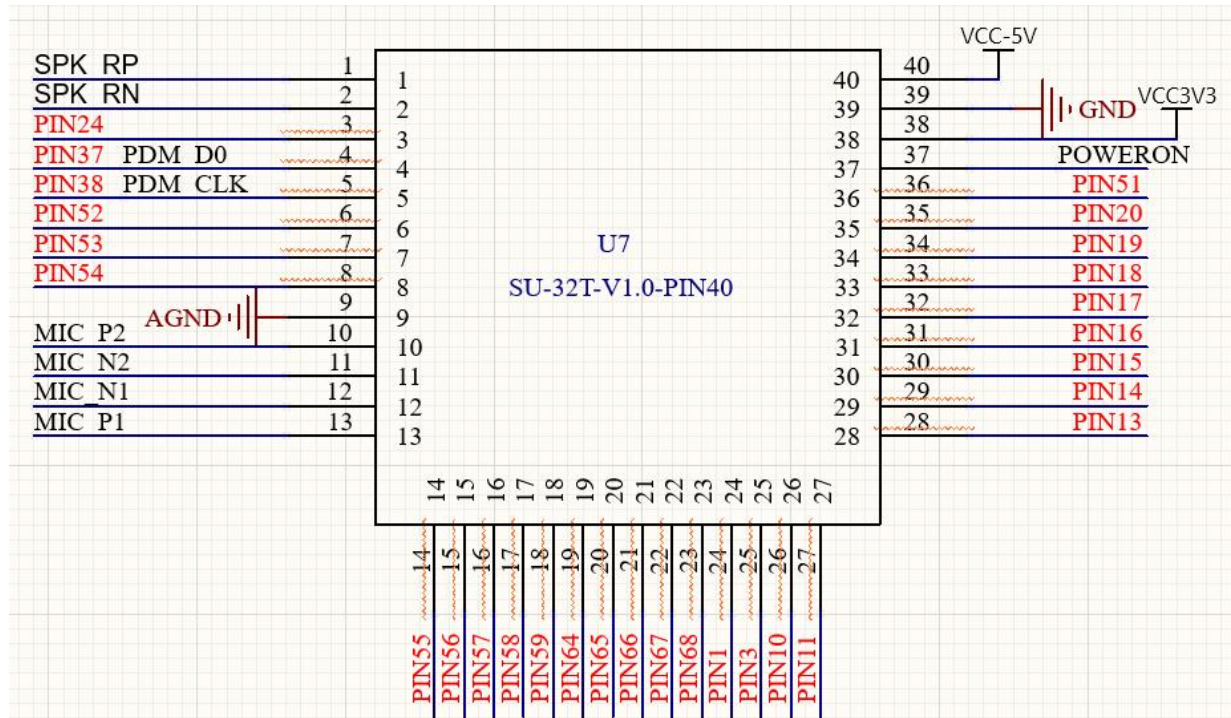 VCC-5V
SPK RP 1 1 40 40
SPK RN 2 2 39 39 GND VCC3V3
PIN24 3 3 38 38
PIN37 PDM D0 4 4 37 37 POWERON
PIN38 PDM CLK 5 5 36 36 PIN51
PIN52 6 6 35 35 PIN20
PIN53 7 7 34 34 PIN19
U7
PIN54 8 8 33 33 PIN18
SU-32T-V1.0-PIN40
AGND 9 9 32 32 PIN17
MIC P2 10 10 31 31 PIN16
MIC N2 11 11 30 30 PIN15
MIC_N1 12 12 29 29 PIN14
MIC P1 13 13 28 28 PIN13
14 15 16 17 18 19 20 21 22 23 24 25 26 27
14 15 16 17 18 19 20 21 22 23 24 25 26 27
PIN55 PIN56 PIN57 PIN58 PIN59 PIN64 PIN65 PIN66 PIN67 PIN68 PIN1 PIN3 PIN10 PIN11